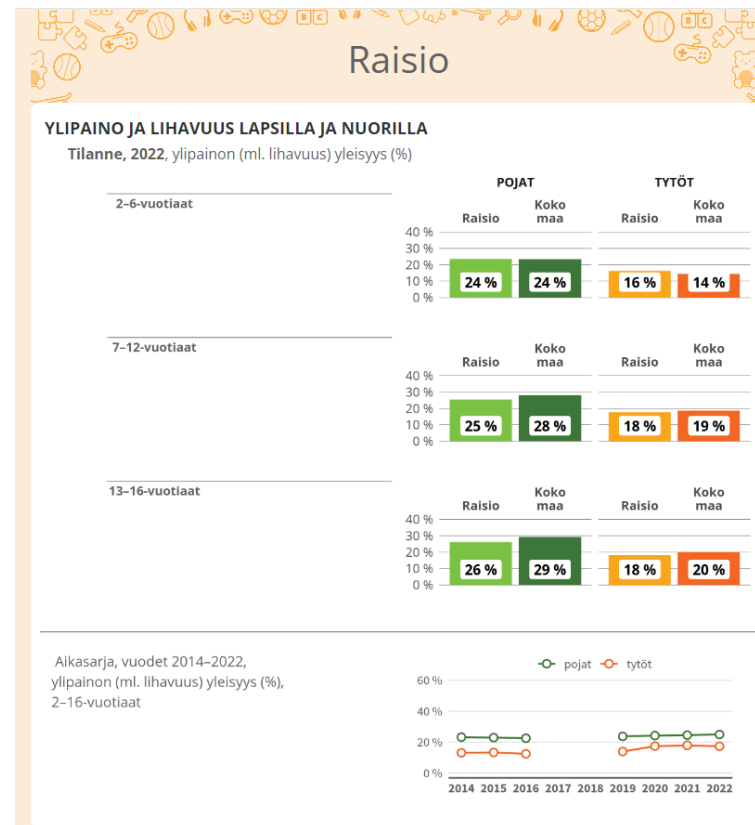 Raisio
YLIPAINO JA LIHAVUUS LAPSILLA JA NUORILLA
Tilanne, 2022, ylipainon (ml. lihavuus) yleisyys (%)
POJAT TYTÖT
2–6-vuotiaat
Raisio Koko maa Raisio Koko maa
40 %
30 %
20 %
10 %
0 %
24 % 24 % 16 % 14 %
7–12-vuotiaat
Raisio Koko maa Raisio Koko maa
40 %
30 %
20 %
10 %
0 %
25 % 28 % 18 % 19 %
13–16-vuotiaat
Raisio Koko maa Raisio Koko maa
40 %
30 %
20 %
10 %
0 %
26 % 29 % 18 % 20 %
Aikasarja, vuodet 2014–2022,
ylipainon (ml. lihavuus) yleisyys (%),
2–16-vuotiaat
pojat tytöt
60 %
40 %
20 %
0 %
2014 2015 2016 2017 2018 2019 2020 2021 2022